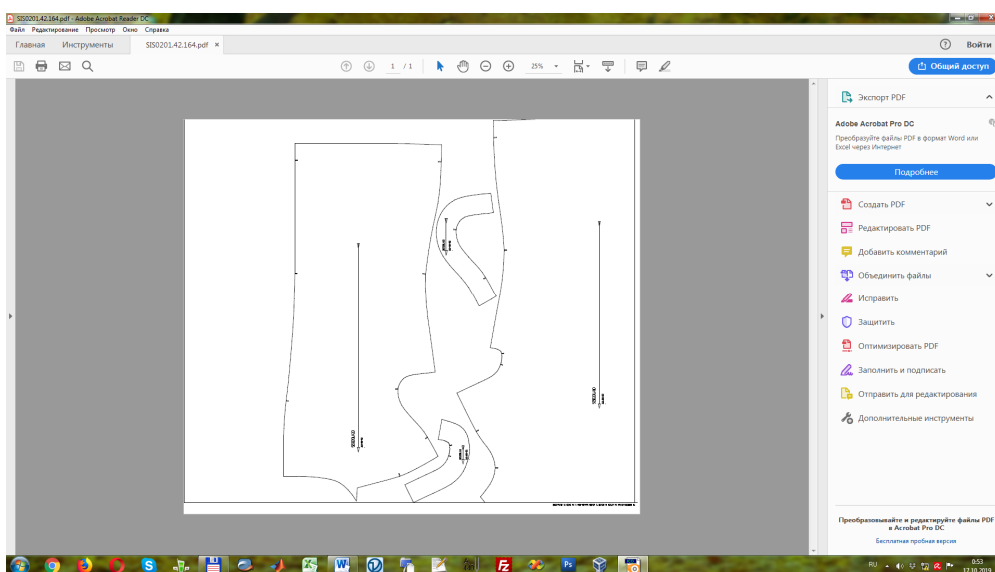 SIS0201.42.164.pdf - Adobe Acrobat Reader DC
Файл Редактирование Просмотр Окно Справка
Главная Инструменты SIS0201.42.164.pdf ×
Войти
1 / 1 25%
Общий доступ
Экспорт PDF
Adobe Acrobat Pro DC
Преобразуйте файлы PDF в формат Word или
Excel через Интернет
Подробнее
Создать PDF
Редактировать PDF
Добавить комментарий
Объединить файлы
Исправить
Защитить
Оптимизировать PDF
Заполнить и подписать
Отправить для редактирования
Дополнительные инструменты
Преобразовывайте и редактируйте файлы PDF
в Acrobat Pro DC
Бесплатная пробная версия
RU
0:53
17.10.2019